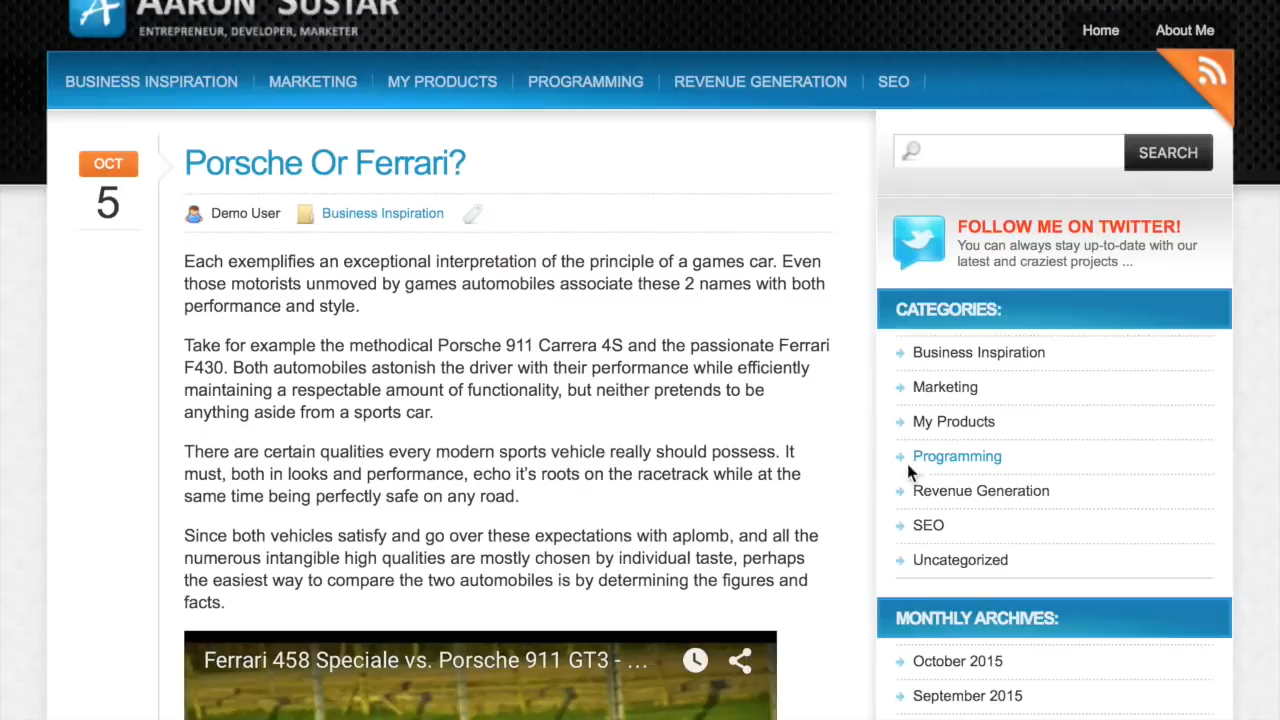 AARON SUSTAR
ENTREPRENEUR, DEVELOPER, MARKETER
Home
About Me
BUSINESS INSPIRATION
MARKETING
MY PRODUCTS
PROGRAMMING
REVENUE GENERATION
SEO
OCT
5
Porsche Or Ferrari?
Demo User
Business Inspiration
Each exemplifies an exceptional interpretation of the principle of a games car. Even
those motorists unmoved by games automobiles associate these 2 names with both
performance and style.
Take for example the methodical Porsche 911 Carrera 4S and the passionate Ferrari
F430. Both automobiles astonish the driver with their performance while efficiently
maintaining a respectable amount of functionality, but neither pretends to be
anything aside from a sports car.
There are certain qualities every modern sports vehicle really should possess. It
must, both in looks and performance, echo it's roots on the racetrack while at the
same time being perfectly safe on any road.
Since both vehicles satisfy and go over these expectations with aplomb, and all the
numerous intangible high qualities are mostly chosen by individual taste, perhaps
the easiest way to compare the two automobiles is by determining the figures and
facts.
Ferrari 458 Speciale vs. Porsche 911 GT3 - ...
SEARCH
FOLLOW ME ON TWITTER!
You can always stay up-to-date with our
latest and craziest projects ...
CATEGORIES:
Business Inspiration
Marketing
My Products
Programming
Revenue Generation
SEO
Uncategorized
MONTHLY ARCHIVES:
October 2015
September 2015